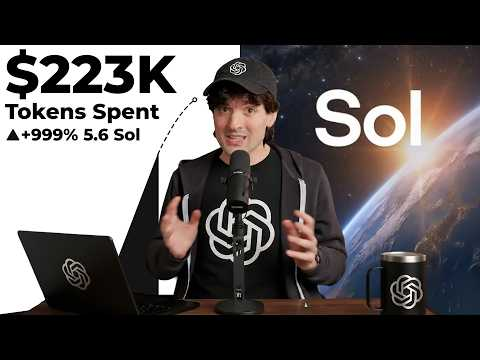 $223K
Tokens Spent
▲+999% 5.6 Sol
Sol